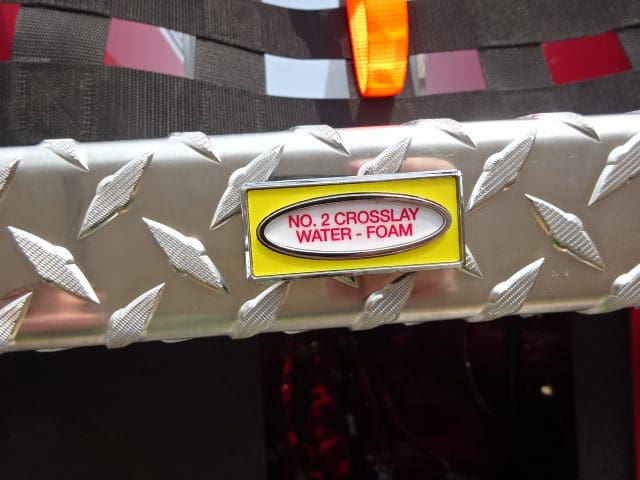 NO. 2 CROSSLAY
WATER - FOAM